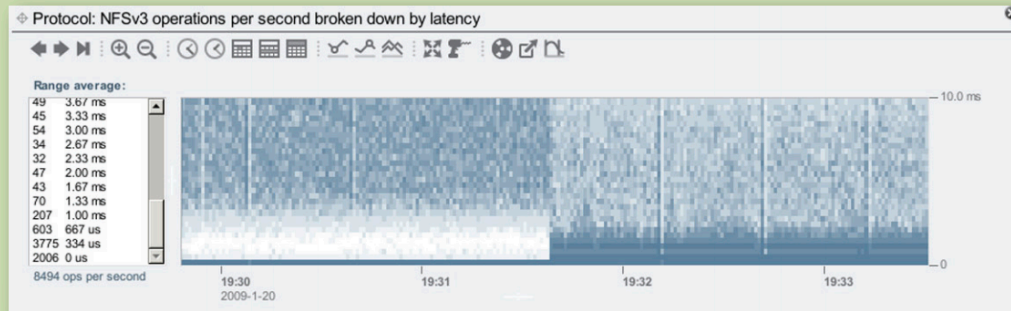 Protocol: NFSv3 operations per second broken down by latency
Range average:
49 3.67 ms
45 3.33 ms
54 3.00 ms
34 2.67 ms
32 2.33 ms
47 2.00 ms
43 1.67 ms
70 1.33 ms
207 1.00 ms
603 667 us
3775 334 us
2006 0 us
8494 ops per second
10.0 ms
0
19:30
2009-1-20
19:31
19:32
19:33